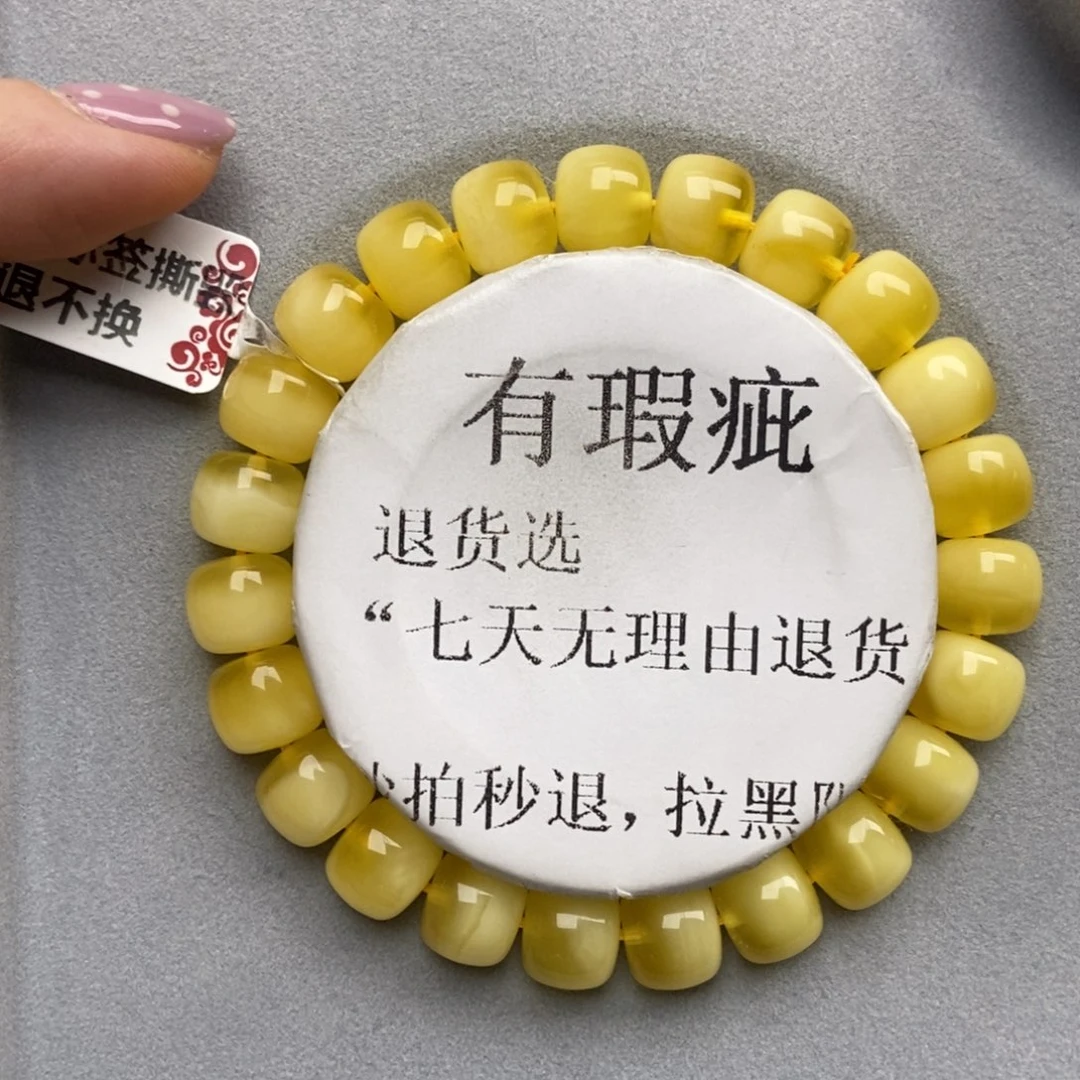 签撕
退不换
有瑕疵
退货选
“七天无理由退货
拍秒退，拉黑